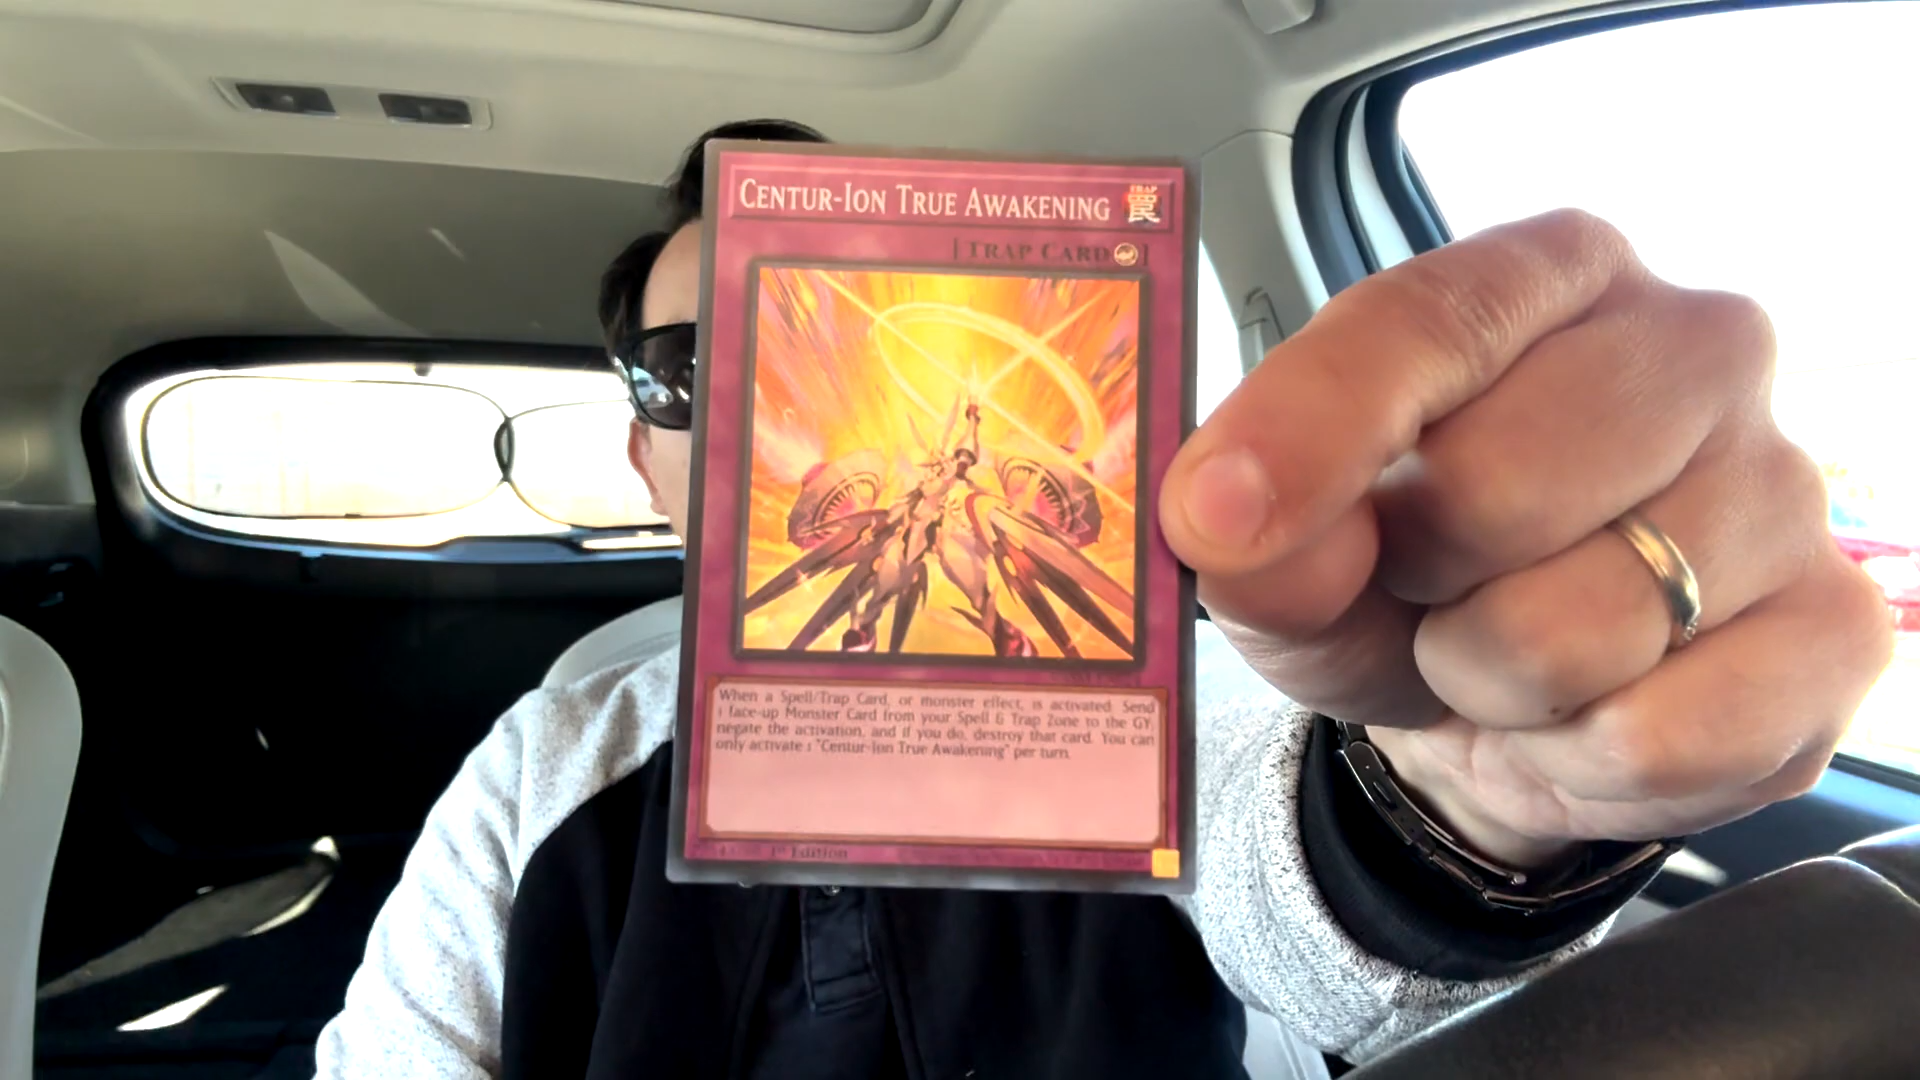 CENTUR-ION TRUE AWAKENING
TRAP
罠
[TRAP CARD]
When a Spell/Trap Card, or monster effect, is activated: Send
1 face-up Monster Card from your Spell & Trap Zone to the GY;
negate the activation, and if you do, destroy that card. You can
only activate 1 "Centur-Ion True Awakening" per turn.
1st Edition